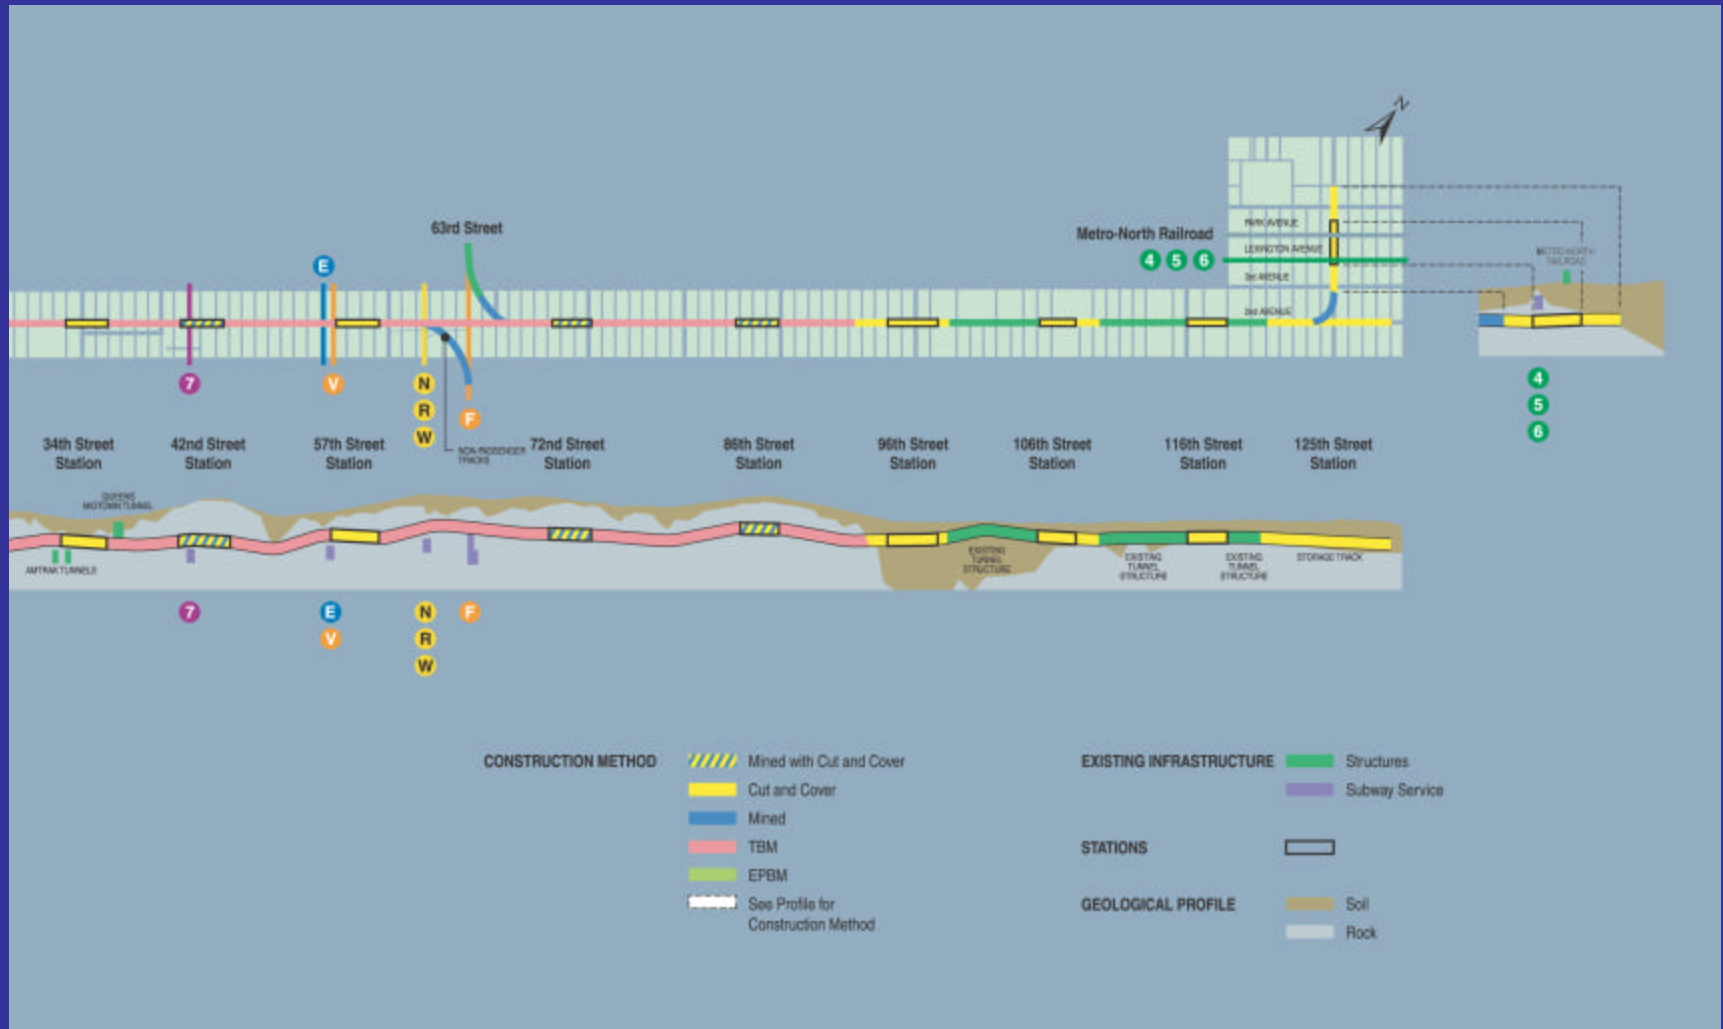 N
63rd Street
PARK AVENUE
Metro-North Railroad
LEXINGTON AVENUE
4 5 6
3rd AVENUE
2nd AVENUE
METRO-NORTH
RAILROAD
E
7
V
N
R
W
F
NON-PASSENGER
TRACKS
4
5
6
34th Street
Station
42nd Street
Station
57th Street
Station
72nd Street
Station
86th Street
Station
96th Street
Station
106th Street
Station
116th Street
Station
125th Street
Station
QUEENS
MIDTOWN TUNNEL
AMTRAK TUNNELS
EXISTING
TUNNEL
STRUCTURE
EXISTING
TUNNEL
STRUCTURE
EXISTING
TUNNEL
STRUCTURE
STORAGE TRACK
7
E
V
N
R
W
F
CONSTRUCTION METHOD
Mined with Cut and Cover
Cut and Cover
Mined
TBM
EPBM
See Profile for
Construction Method
EXISTING INFRASTRUCTURE
Structures
Subway Service
STATIONS
GEOLOGICAL PROFILE
Soil
Rock